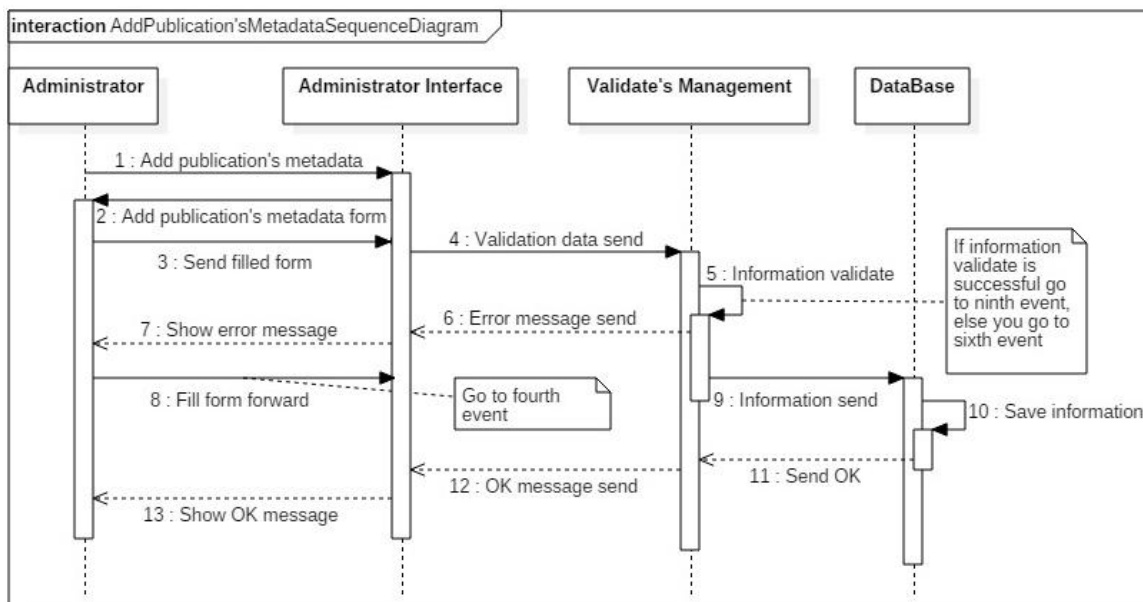 interaction AddPublication'sMetadataSequenceDiagram
Administrator
Administrator Interface
Validate's Management
DataBase
1 : Add publication's metadata
2 : Add publication's metadata form
3 : Send filled form
4 : Validation data send
5 : Information validate
If information
validate is
successful go
to ninth event,
else you go to
sixth event
6 : Error message send
7 : Show error message
8 : Fill form forward
Go to fourth
event
9 : Information send
10 : Save information
11 : Send OK
12 : OK message send
13 : Show OK message